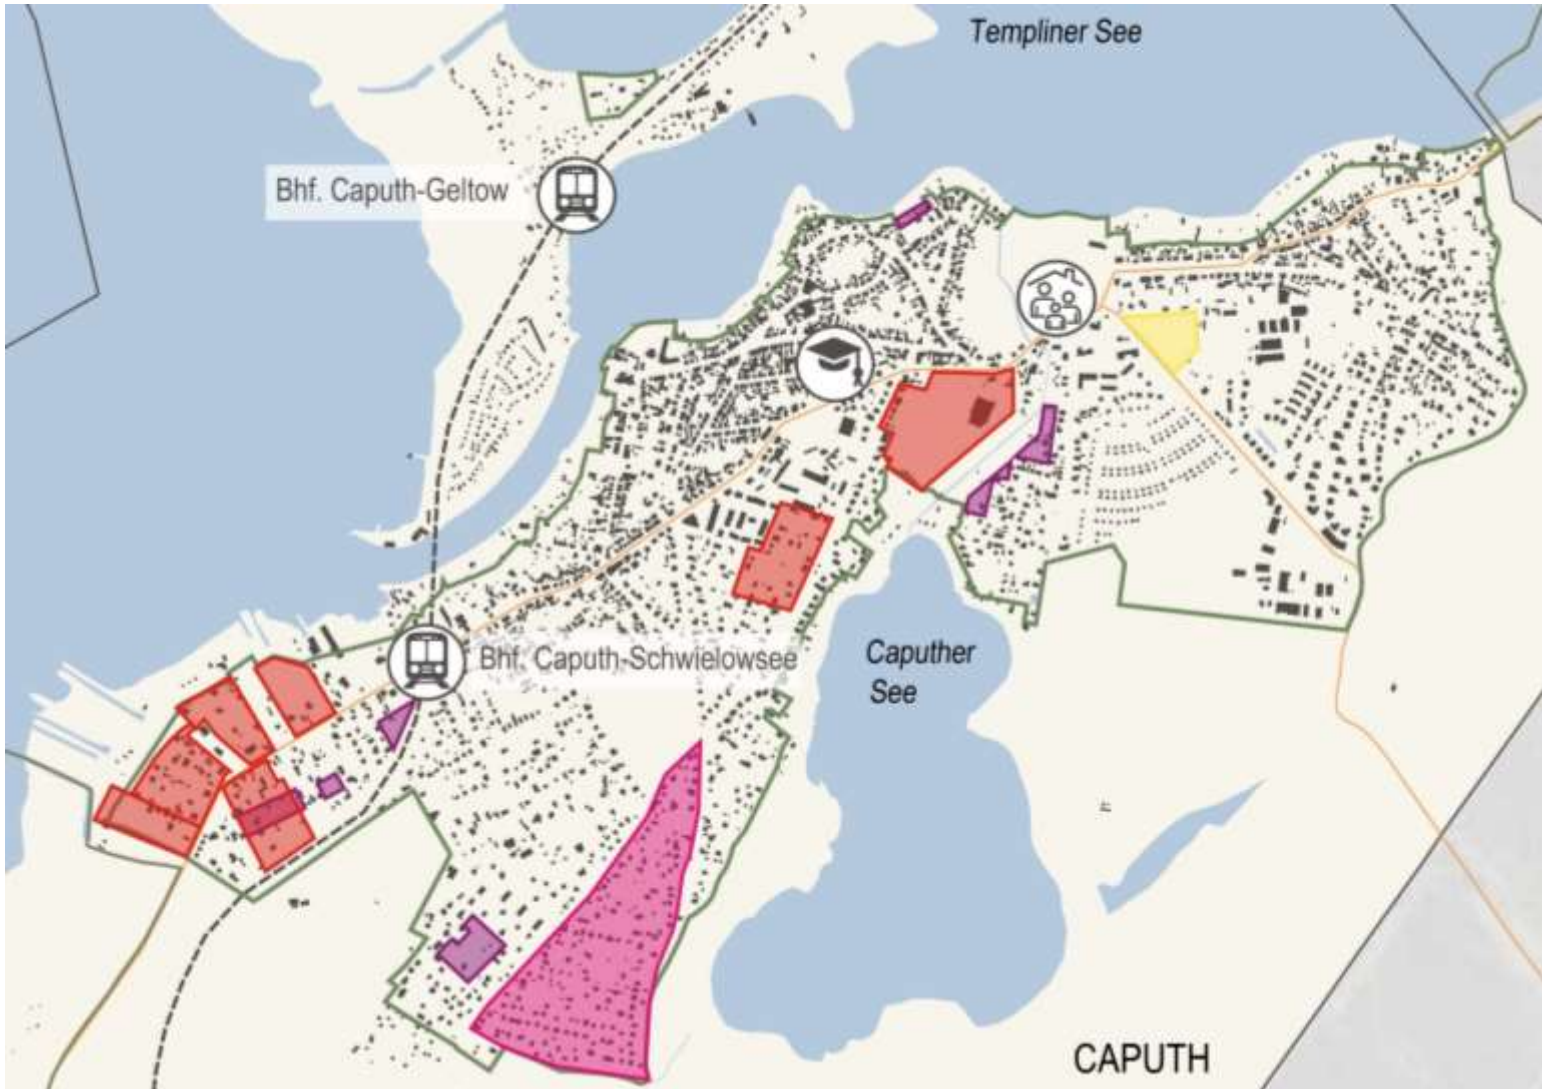 Templiner See
Bhf. Caputh-Geltow
Bhf. Caputh-Schwielowsee
Caputher
See
CAPUTH